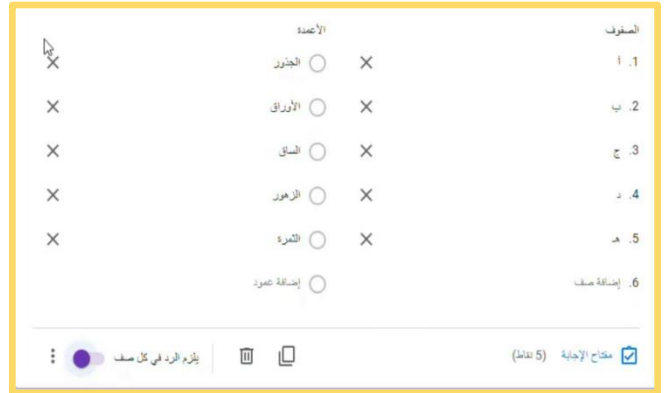 الصفوف الأعمدة
1. أ الجذور
2. ب الأوراق
3. ج الساق
4. د الزهور
5. هـ الثمرة
6. إضافة صف إضافة عمود
مفتاح الإجابة (5 نقاط) يلزم الرد في كل صف